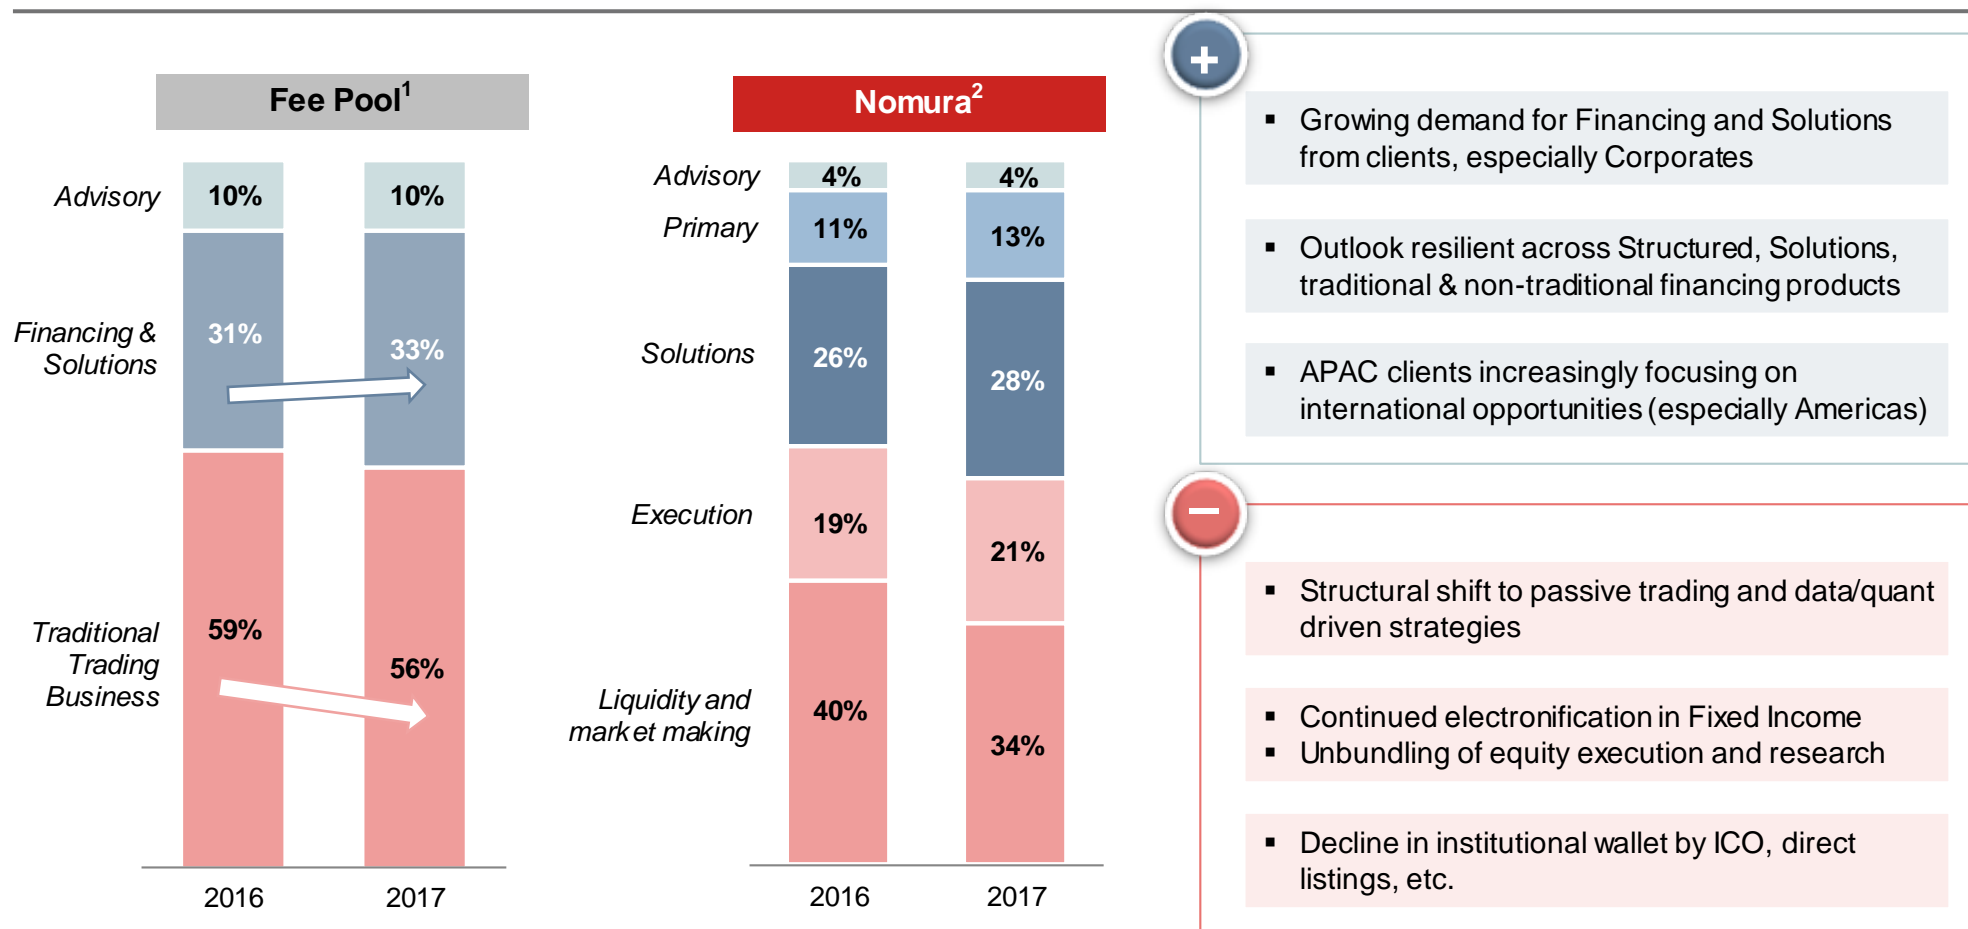 Fee Pool1
Advisory
10%
10%
Financing &
Solutions
31%
33%
Traditional
Trading
Business
59%
56%
2016
2017
Nomura2
Advisory
4%
4%
Primary
11%
13%
Solutions
26%
28%
Execution
19%
21%
Liquidity and
market making
40%
34%
2016
2017
+
▪ Growing demand for Financing and Solutions
from clients, especially Corporates
▪ Outlook resilient across Structured, Solutions,
traditional & non-traditional financing products
▪ APAC clients increasingly focusing on
international opportunities (especially Americas)
−
▪ Structural shift to passive trading and data/quant
driven strategies
▪ Continued electronification in Fixed Income
▪ Unbundling of equity execution and research
▪ Decline in institutional wallet by ICO, direct
listings, etc.